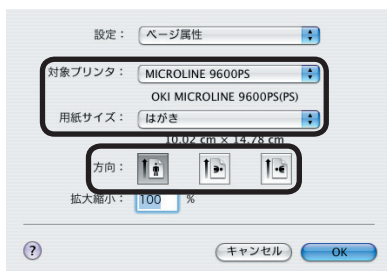 設定： ページ属性
対象プリンタ： MICROLINE 9600PS
OKI MICROLINE 9600PS(PS)
用紙サイズ： はがき
10.02 cm × 14.78 cm
方向：
拡大縮小： 100 %
? キャンセル OK